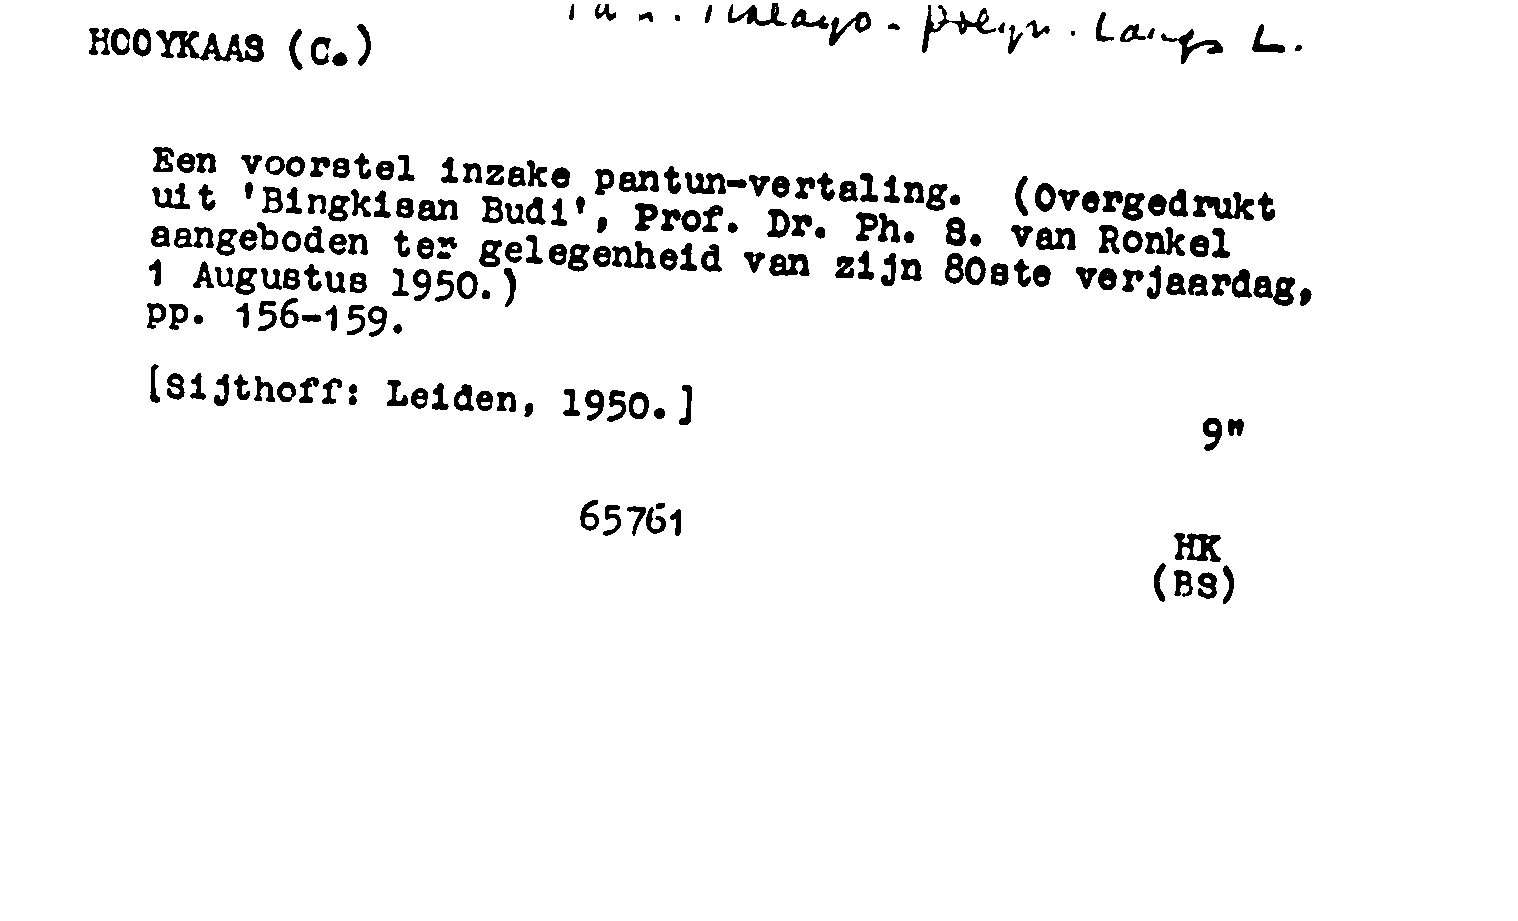 Pam. Malayo-Polyn. Langs L.
HOOYKAAS (C.)
Een voorstel inzake pantun-vertaling. (Overgedrukt
uit 'Bingkisan Budi', Prof. Dr. Ph. S. van Ronkel
aangeboden ter gelegenheid van zijn 80ste verjaardag,
1 Augustus 1950.)
pp. 156-159.
[Sijthoff: Leiden, 1950.]
9"
65761
HK
(BS)